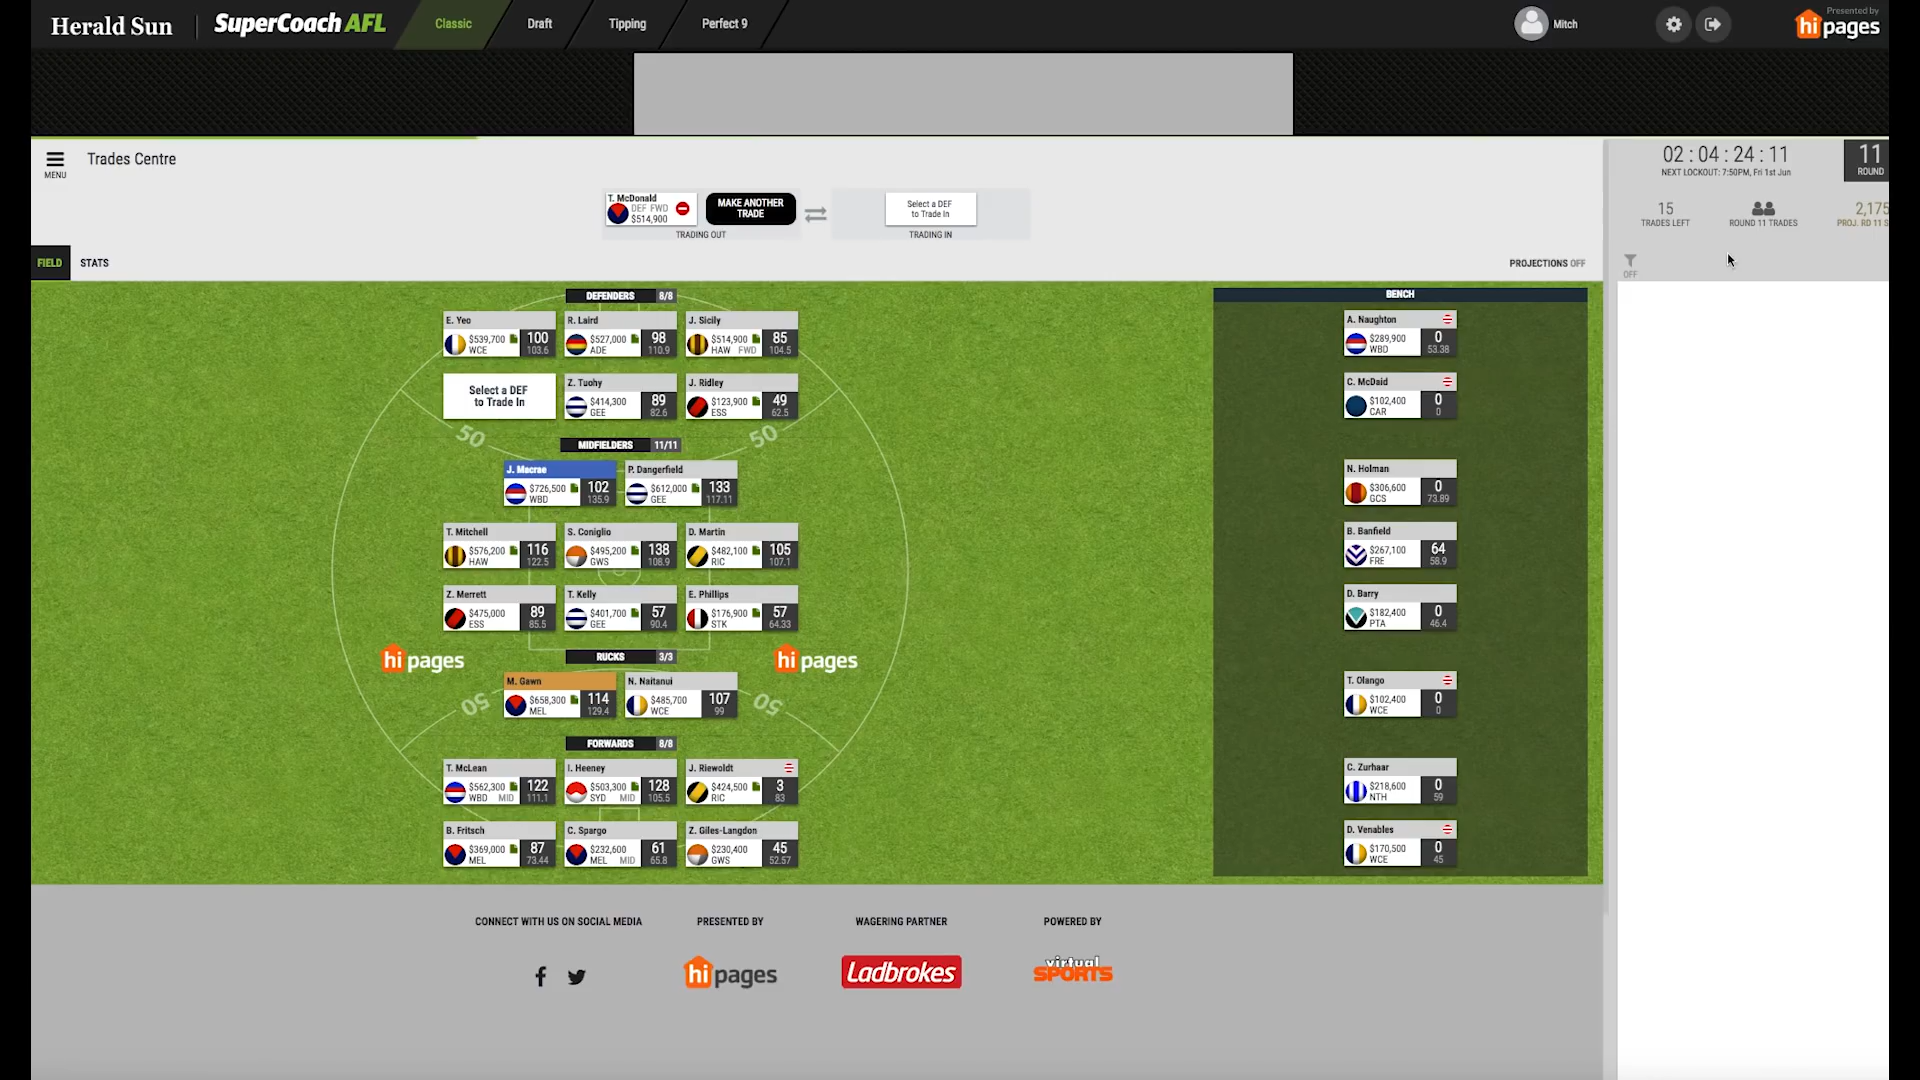 Herald Sun
SuperCoach AFL
Classic
Draft
Tipping
Perfect 9
Mitch
Presented by
hipages
MENU
Trades Centre
T. McDonald
DEF FWD
$514,900
MAKE ANOTHER
TRADE
TRADING OUT
Select a DEF
to Trade In
TRADING IN
02 : 04 : 24 : 11
NEXT LOCKOUT: 7:50PM, Fri 1st Jun
11
ROUND
15
TRADES LEFT
ROUND 11 TRADES
2,175
PROJ. RD 11 S
OFF
FIELD
STATS
PROJECTIONS OFF
DEFENDERS 8/8
E. Yeo
$539,700 100
WCE 103.6
R. Laird
$527,000 98
ADE 110.9
J. Sicily
$514,900 85
HAW FWD 104.5
Select a DEF
to Trade In
Z. Tuohy
$414,300 89
GEE 82.6
J. Ridley
$123,900 49
ESS 62.5
50
50
MIDFIELDERS 11/11
J. Macrae
$726,500 102
WBD 135.9
P. Dangerfield
$612,000 133
GEE 117.11
T. Mitchell
$576,200 116
HAW 122.5
S. Coniglio
$495,200 138
GWS 108.9
D. Martin
$482,100 105
RIC 107.1
Z. Merrett
$475,000 89
ESS 85.5
T. Kelly
$401,700 57
GEE 90.4
E. Phillips
$176,900 57
STK 64.33
hipages
hipages
RUCKS 3/3
M. Gawn
$658,300 114
MEL 129.4
N. Naitanui
$485,700 107
WCE 99
50
50
FORWARDS 8/8
T. McLean
$562,300 122
WBD MID 111.1
I. Heeney
$503,300 128
SYD MID 105.5
J. Riewoldt
$424,500 3
RIC 83
B. Fritsch
$369,000 87
MEL 73.44
C. Spargo
$232,600 61
MEL MID 65.8
Z. Giles-Langdon
$230,400 45
GWS 52.57
BENCH
A. Naughton
$289,900 0
WBD 53.38
C. McDaid
$102,400 0
CAR 0
N. Holman
$306,600 0
GCS 73.89
B. Banfield
$267,100 64
FRE 58.9
D. Barry
$182,400 0
PTA 46.4
T. Olango
$102,400 0
WCE 0
C. Zurhaar
$218,600 0
NTH 59
D. Venables
$170,500 0
WCE 45
CONNECT WITH US ON SOCIAL MEDIA
PRESENTED BY
hipages
WAGERING PARTNER
Ladbrokes
POWERED BY
virtual
SPORTS